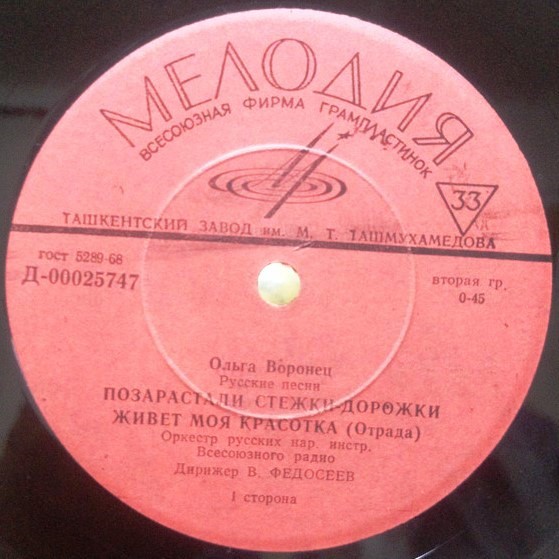 МЕЛОДИЯ
ВСЕСОЮЗНАЯ ФИРМА ГРАМПЛАСТИНОК
33
ТАШКЕНТСКИЙ ЗАВОД им. М. Т. ТАШМУХАМЕДОВА
гост 5289-68
Д-00025747
вторая гр.
0-45
Ольга Воронец
Русские песни
ПОЗАРАСТАЛИ СТЕЖКИ-ДОРОЖКИ
ЖИВЕТ МОЯ КРАСОТКА (Отрада)
Оркестр русских нар. инстр.
Всесоюзного радио
Дирижер В. ФЕДОСЕЕВ
I сторона